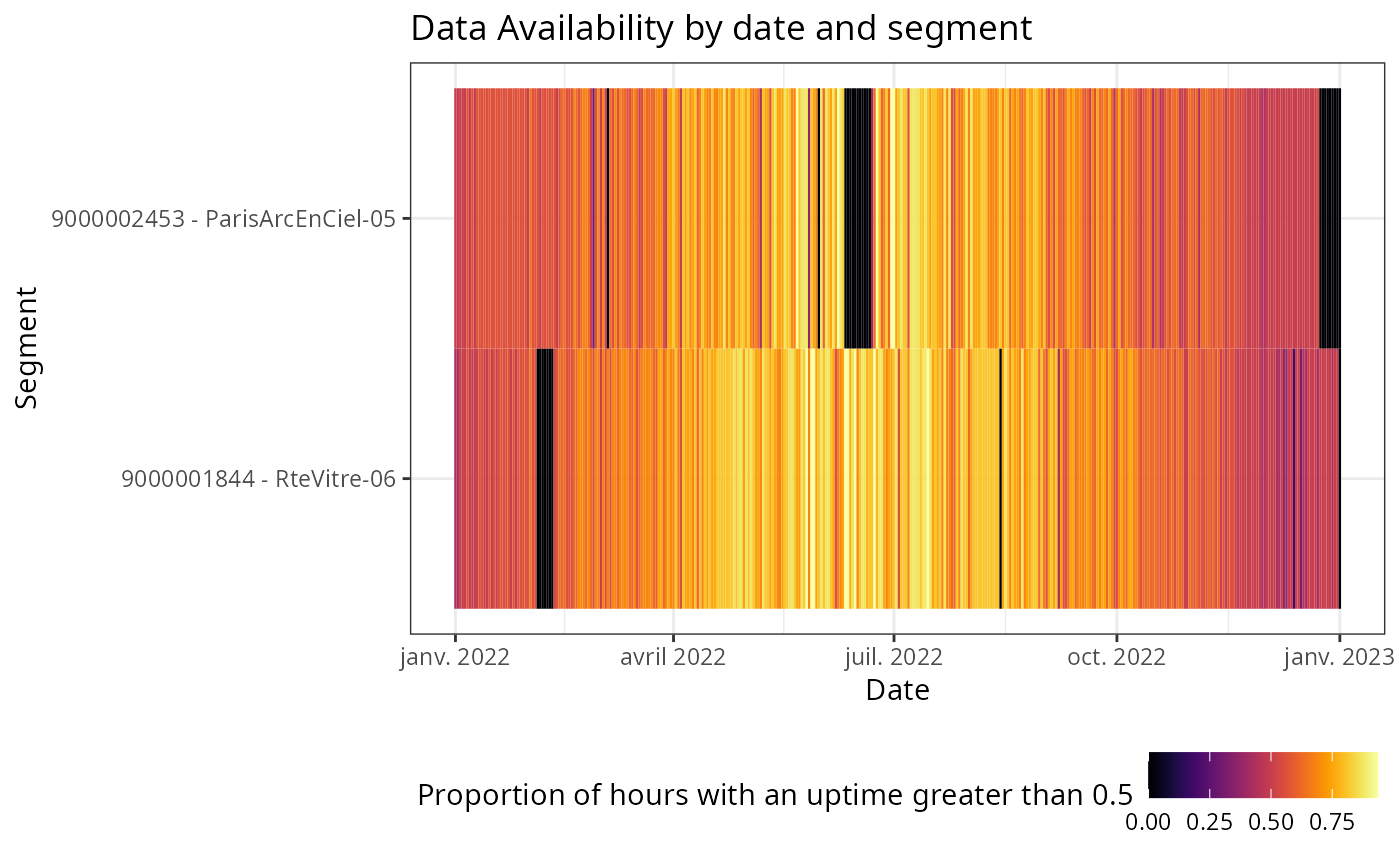 Data Availability by date and segment
9000002453 - ParisArcEnCiel-05
9000001844 - RteVitre-06
Segment
janv. 2022 avril 2022 juil. 2022 oct. 2022 janv. 2023
Date
Proportion of hours with an uptime greater than 0.5
0.00 0.25 0.50 0.75